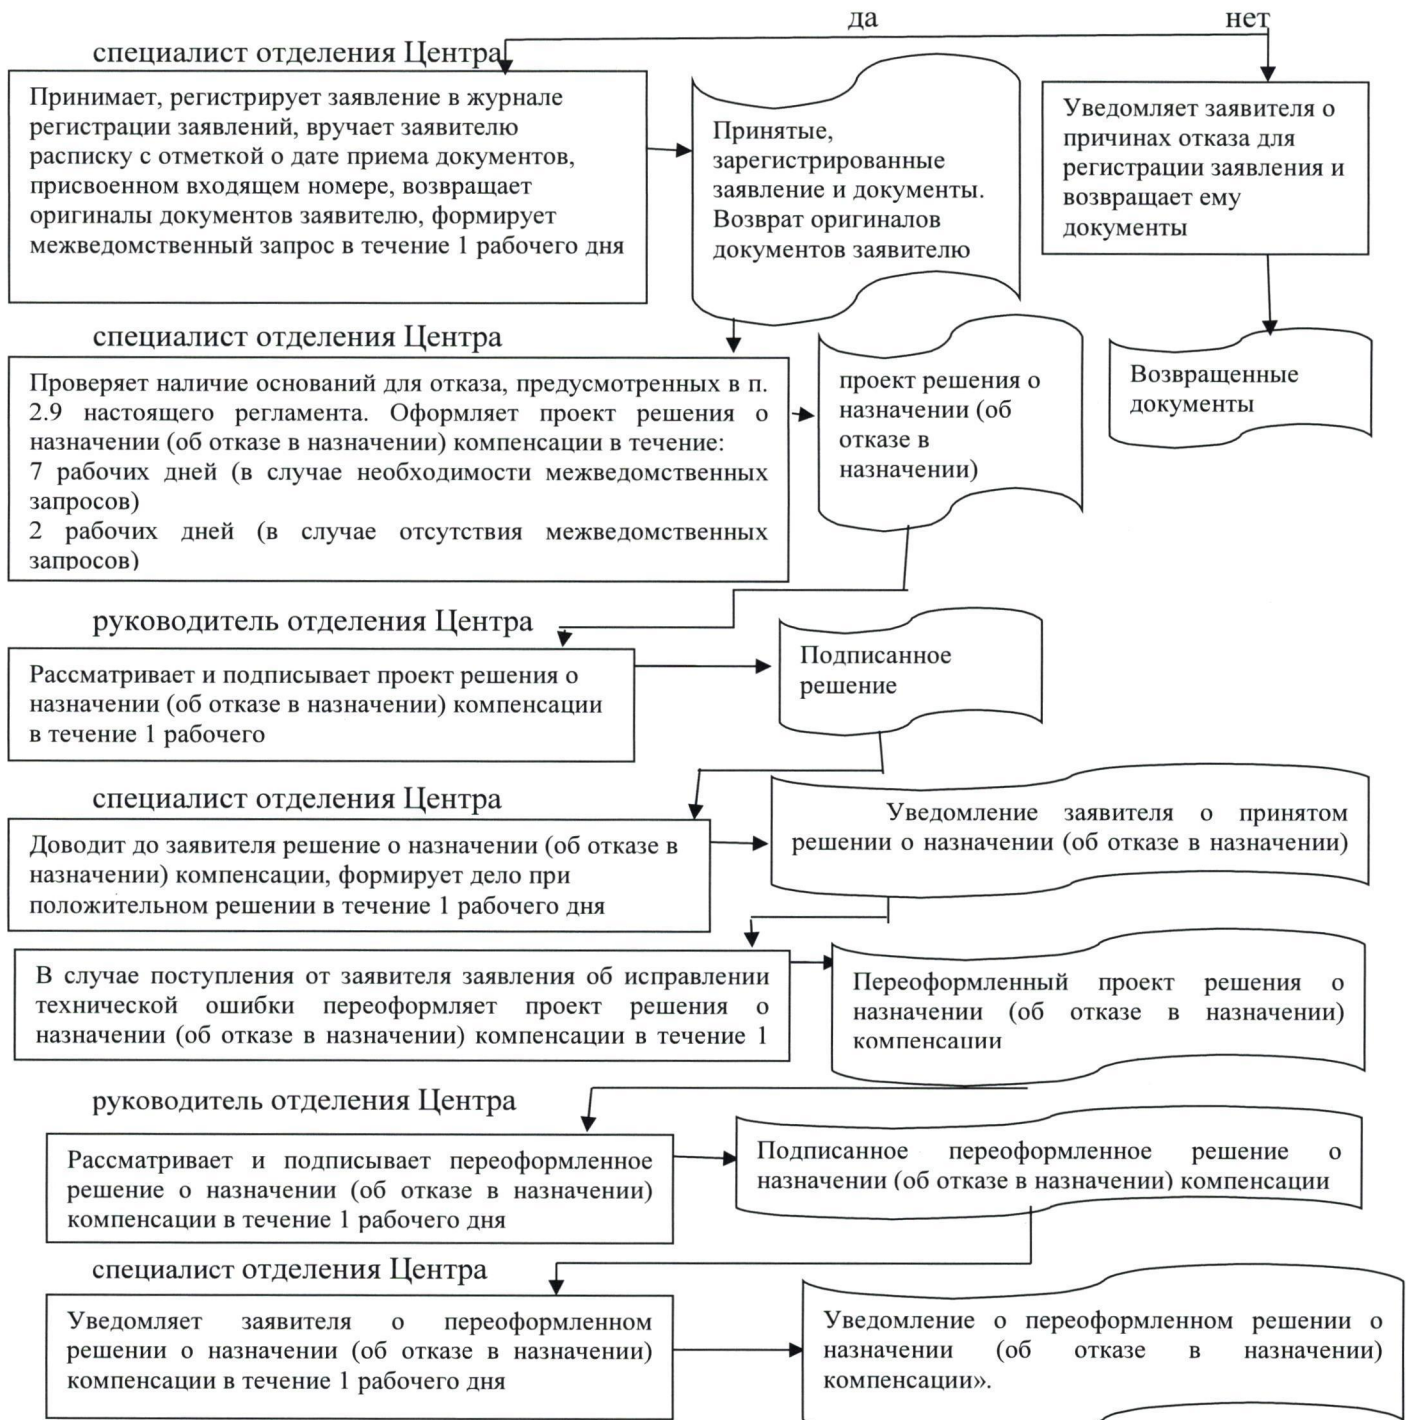 да
нет
специалист отделения Центра
Принимает, регистрирует заявление в журнале
регистрации заявлений, вручает заявителю
расписку с отметкой о дате приема документов,
присвоенном входящем номере, возвращает
оригиналы документов заявителю, формирует
межведомственный запрос в течение 1 рабочего дня
Принятые,
зарегистрированные
заявление и документы.
Возврат оригиналов
документов заявителю
Уведомляет заявителя о
причинах отказа для
регистрации заявления и
возвращает ему
документы
специалист отделения Центра
Проверяет наличие оснований для отказа, предусмотренных в п.
2.9 настоящего регламента. Оформляет проект решения о
назначении (об отказе в назначении) компенсации в течение:
7 рабочих дней (в случае необходимости межведомственных
запросов)
2 рабочих дней (в случае отсутствия межведомственных
запросов)
проект решения о
назначении (об
отказе в
назначении)
Возвращенные
документы
руководитель отделения Центра
Рассматривает и подписывает проект решения о
назначении (об отказе в назначении) компенсации
в течение 1 рабочего
Подписанное
решение
специалист отделения Центра
Доводит до заявителя решение о назначении (об отказе в
назначении) компенсации, формирует дело при
положительном решении в течение 1 рабочего дня
Уведомление заявителя о принятом
решении о назначении (об отказе в назначении)
В случае поступления от заявителя заявления об исправлении
технической ошибки переоформляет проект решения о
назначении (об отказе в назначении) компенсации в течение 1
Переоформленный проект решения о
назначении (об отказе в назначении)
компенсации
руководитель отделения Центра
Рассматривает и подписывает переоформленное
решение о назначении (об отказе в назначении)
компенсации в течение 1 рабочего дня
Подписанное переоформленное решение о
назначении (об отказе в назначении) компенсации
специалист отделения Центра
Уведомляет заявителя о переоформленном
решении о назначении (об отказе в назначении)
компенсации в течение 1 рабочего дня
Уведомление о переоформленном решении о
назначении (об отказе в назначении)
компенсации».